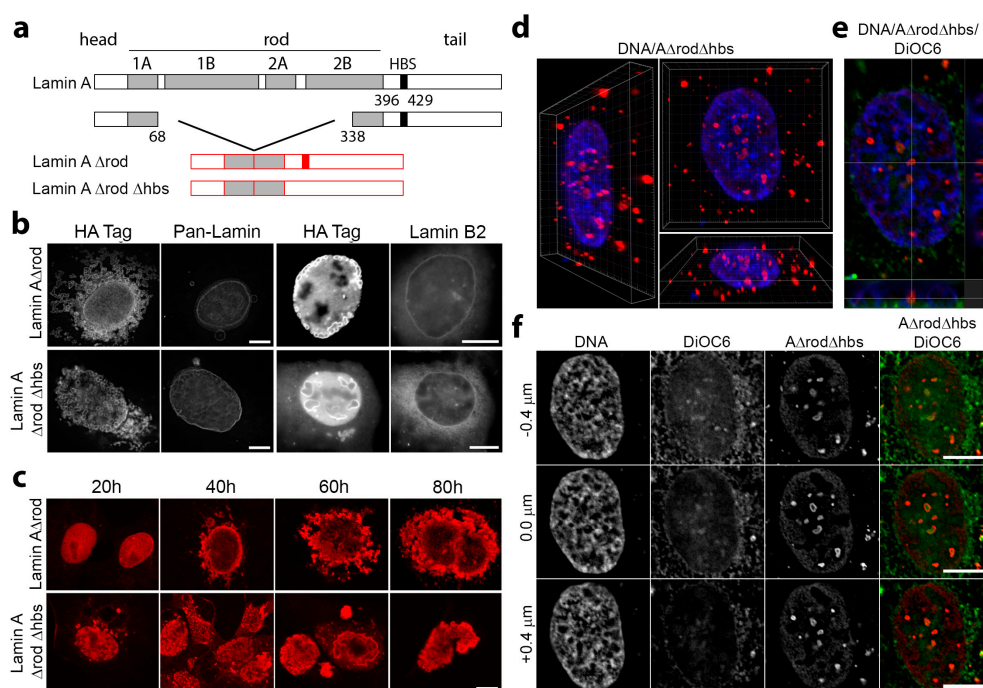 a
head rod tail
1A 1B 2A 2B HBS
Lamin A
396 429
68 338
Lamin A Δrod
Lamin A Δrod Δhbs
b
HA Tag Pan-Lamin HA Tag Lamin B2
Lamin AΔrod
Lamin A
Δrod Δhbs
c
20h 40h 60h 80h
Lamin AΔrod
Lamin A
Δrod Δhbs
d
DNA/AΔrodΔhbs
e
DNA/AΔrodΔhbs/
DiOC6
f
DNA DiOC6 AΔrodΔhbs AΔrodΔhbs
DiOC6
-0.4 µm
0.0 µm
+0.4 µm